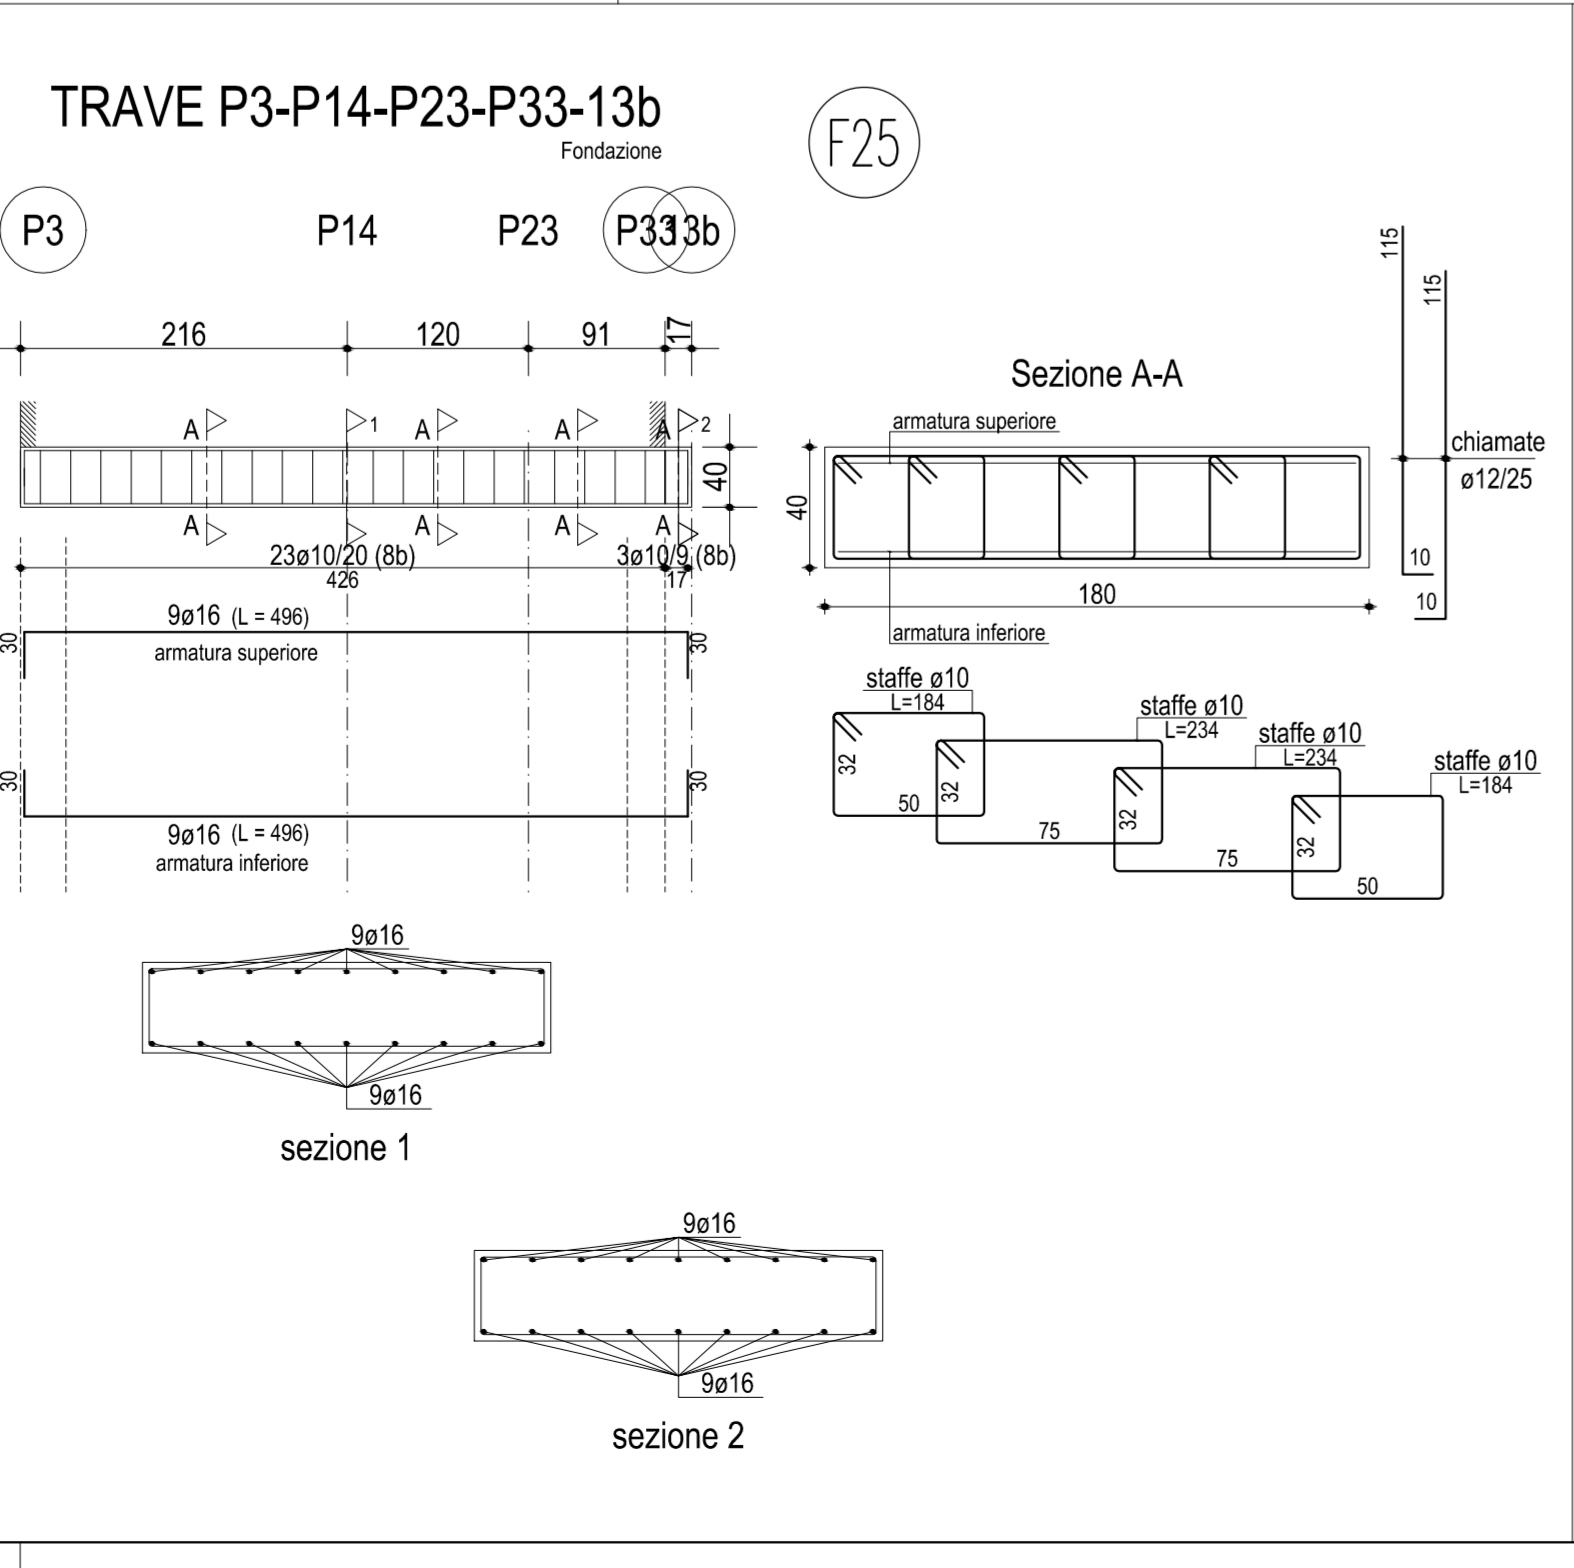 TRAVE P3-P14-P23-P33-13b
Fondazione
F25
P3 P14 P23 P33 13b
216 120 91 17
A 1 A A A 2
40
A A A A
23ø10/20 (8b) 3ø10/9 (8b)
426 17
9ø16 (L = 496)
30 30
armatura superiore
30 30
9ø16 (L = 496)
armatura inferiore
Sezione A-A
armatura superiore
40
180
armatura inferiore
115
115
chiamate
ø12/25
10
10
staffe ø10
L=184
32
50
staffe ø10
L=234
32
75
staffe ø10
L=234
32
75
staffe ø10
L=184
32
50
9ø16
9ø16
sezione 1
9ø16
9ø16
sezione 2